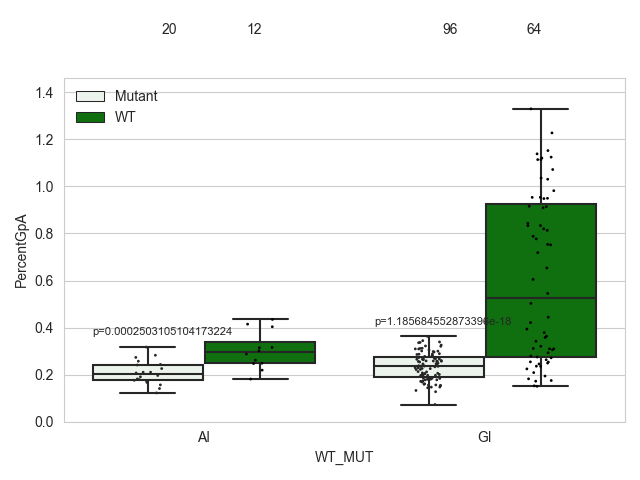 20 12 96 64
1.4
Mutant
WT
1.2
1.0
0.8
0.6
0.4
0.2
0.0
PercentGpA
p=0.0002503105104173224
p=1.1856845528733396e-18
AI GI
WT_MUT